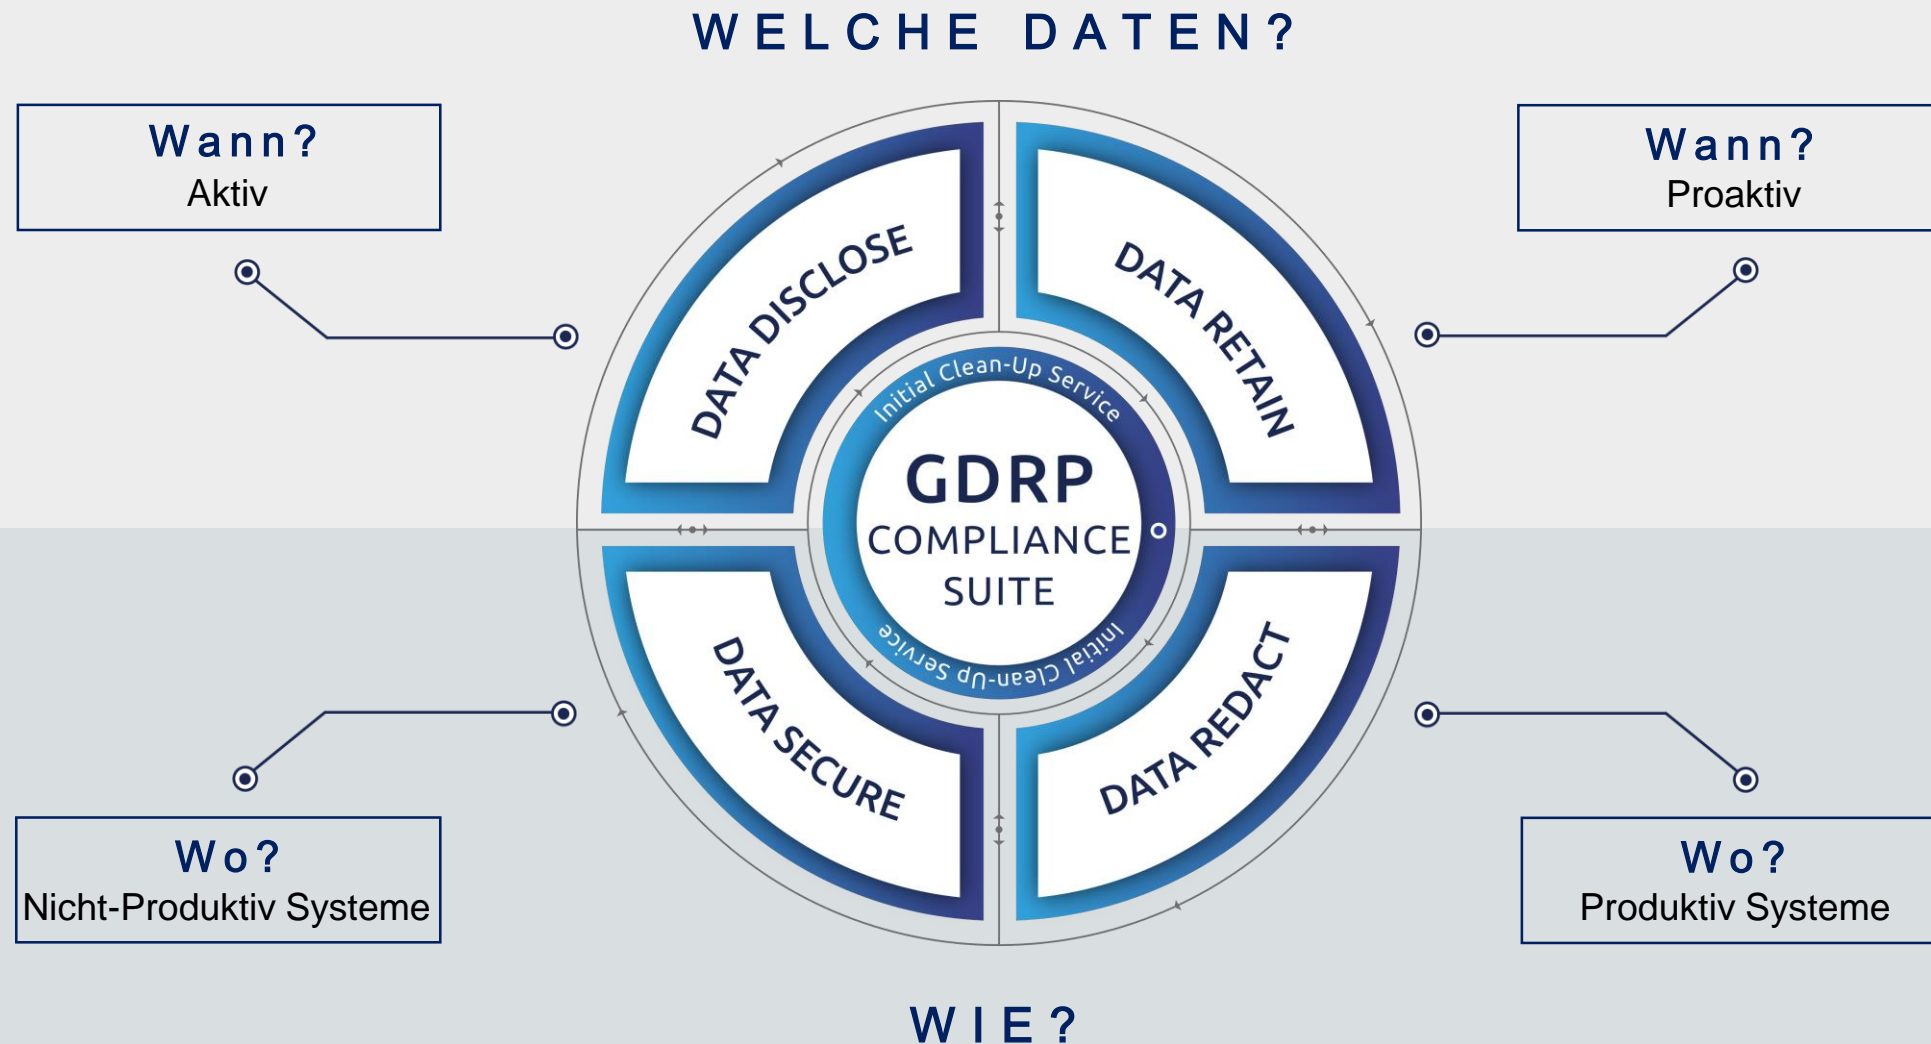 WELCHE DATEN?
Wann?
Aktiv
Wann?
Proaktiv
DATA DISCLOSE
DATA RETAIN
Initial Clean-Up Service
GDRP
COMPLIANCE
SUITE
Initial Clean-Up Service
DATA SECURE
DATA REDACT
Wo?
Nicht-Produktiv Systeme
Wo?
Produktiv Systeme
WIE?